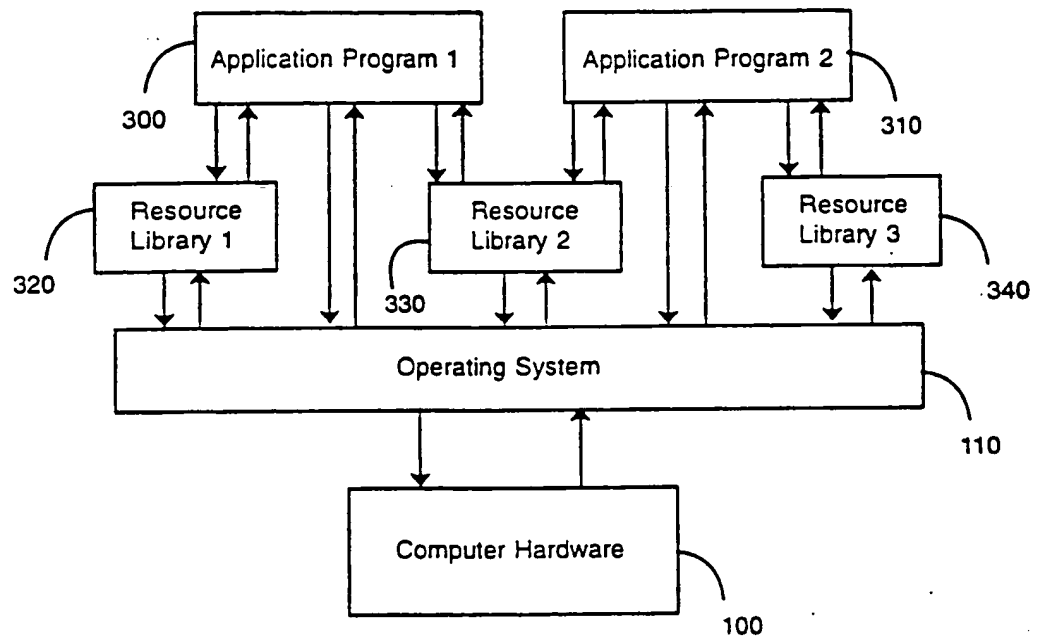 Application Program 1
Application Program 2
300
310
Resource
Library 1
Resource
Library 2
Resource
Library 3
320
330
340
Operating System
110
Computer Hardware
100